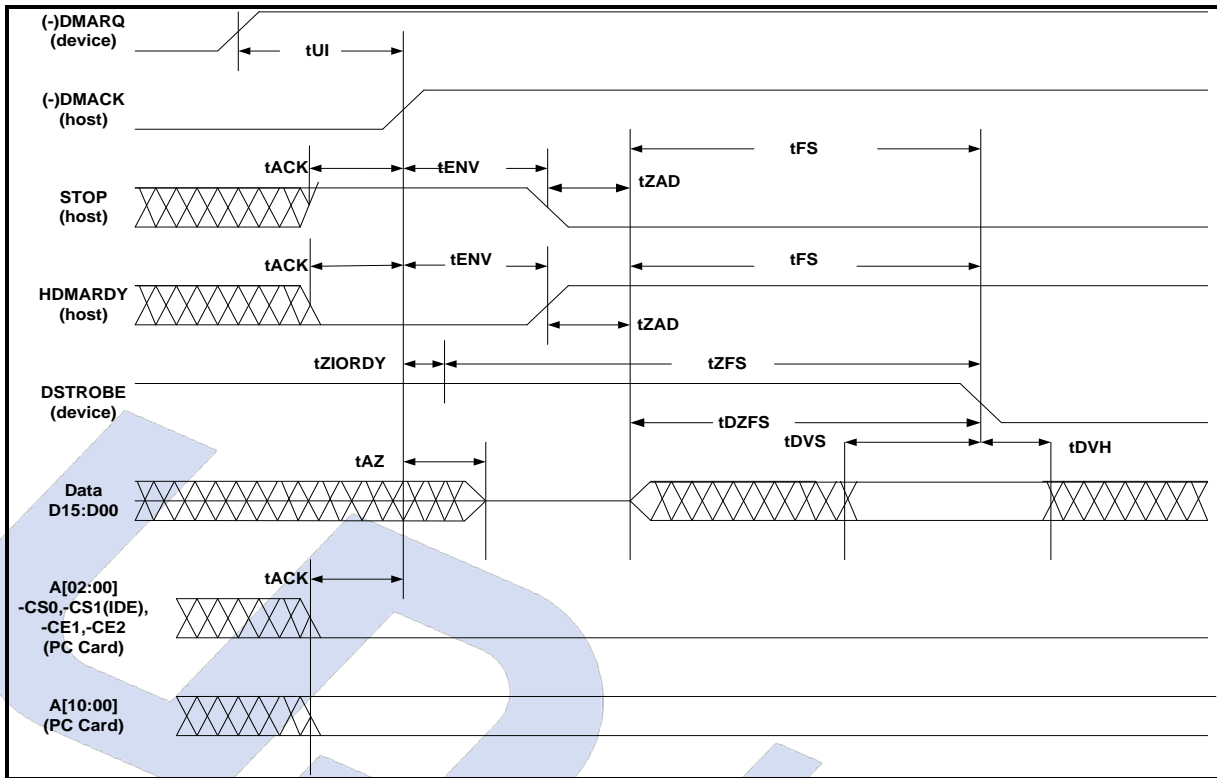 (-)DMARQ
(device)
tUI
(-)DMACK
(host)
tFS
tACK
tENV
tZAD
STOP
(host)
tACK
tENV
tFS
HDMARDY
(host)
tZAD
tZIORDY
tZFS
DSTROBE
(device)
tDZFS
tDVS
tDVH
tAZ
Data
D15:D00
tACK
A[02:00]
-CS0,-CS1(IDE),
-CE1,-CE2
(PC Card)
A[10:00]
(PC Card)